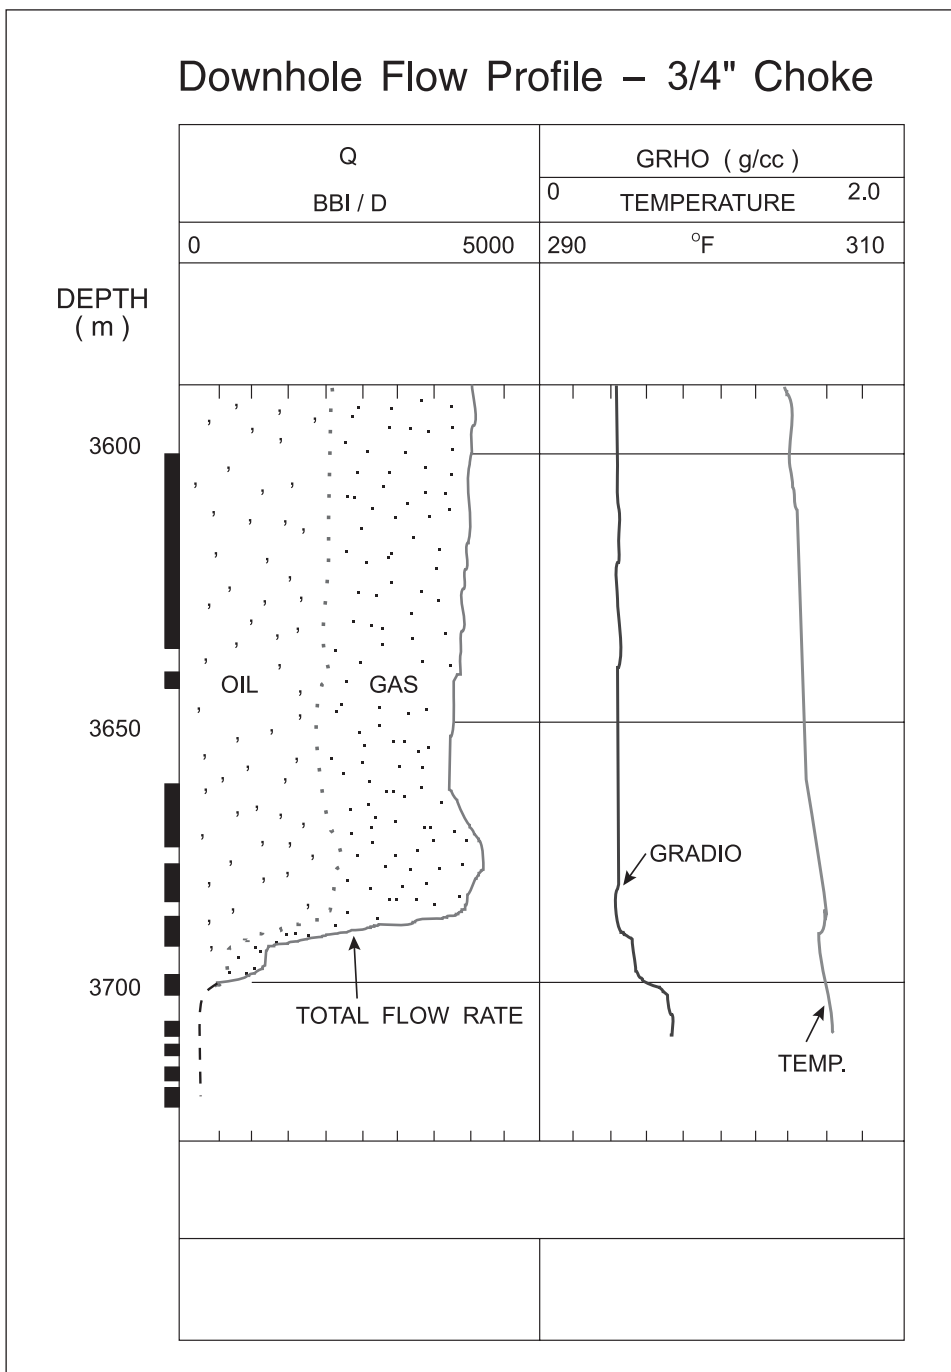 Downhole Flow Profile – 3/4" Choke
Q
GRHO ( g/cc )
BBI / D
0
TEMPERATURE
2.0
0
5000
290
°F
310
DEPTH
( m )
3600
OIL
GAS
3650
GRADIO
3700
TOTAL FLOW RATE
TEMP.